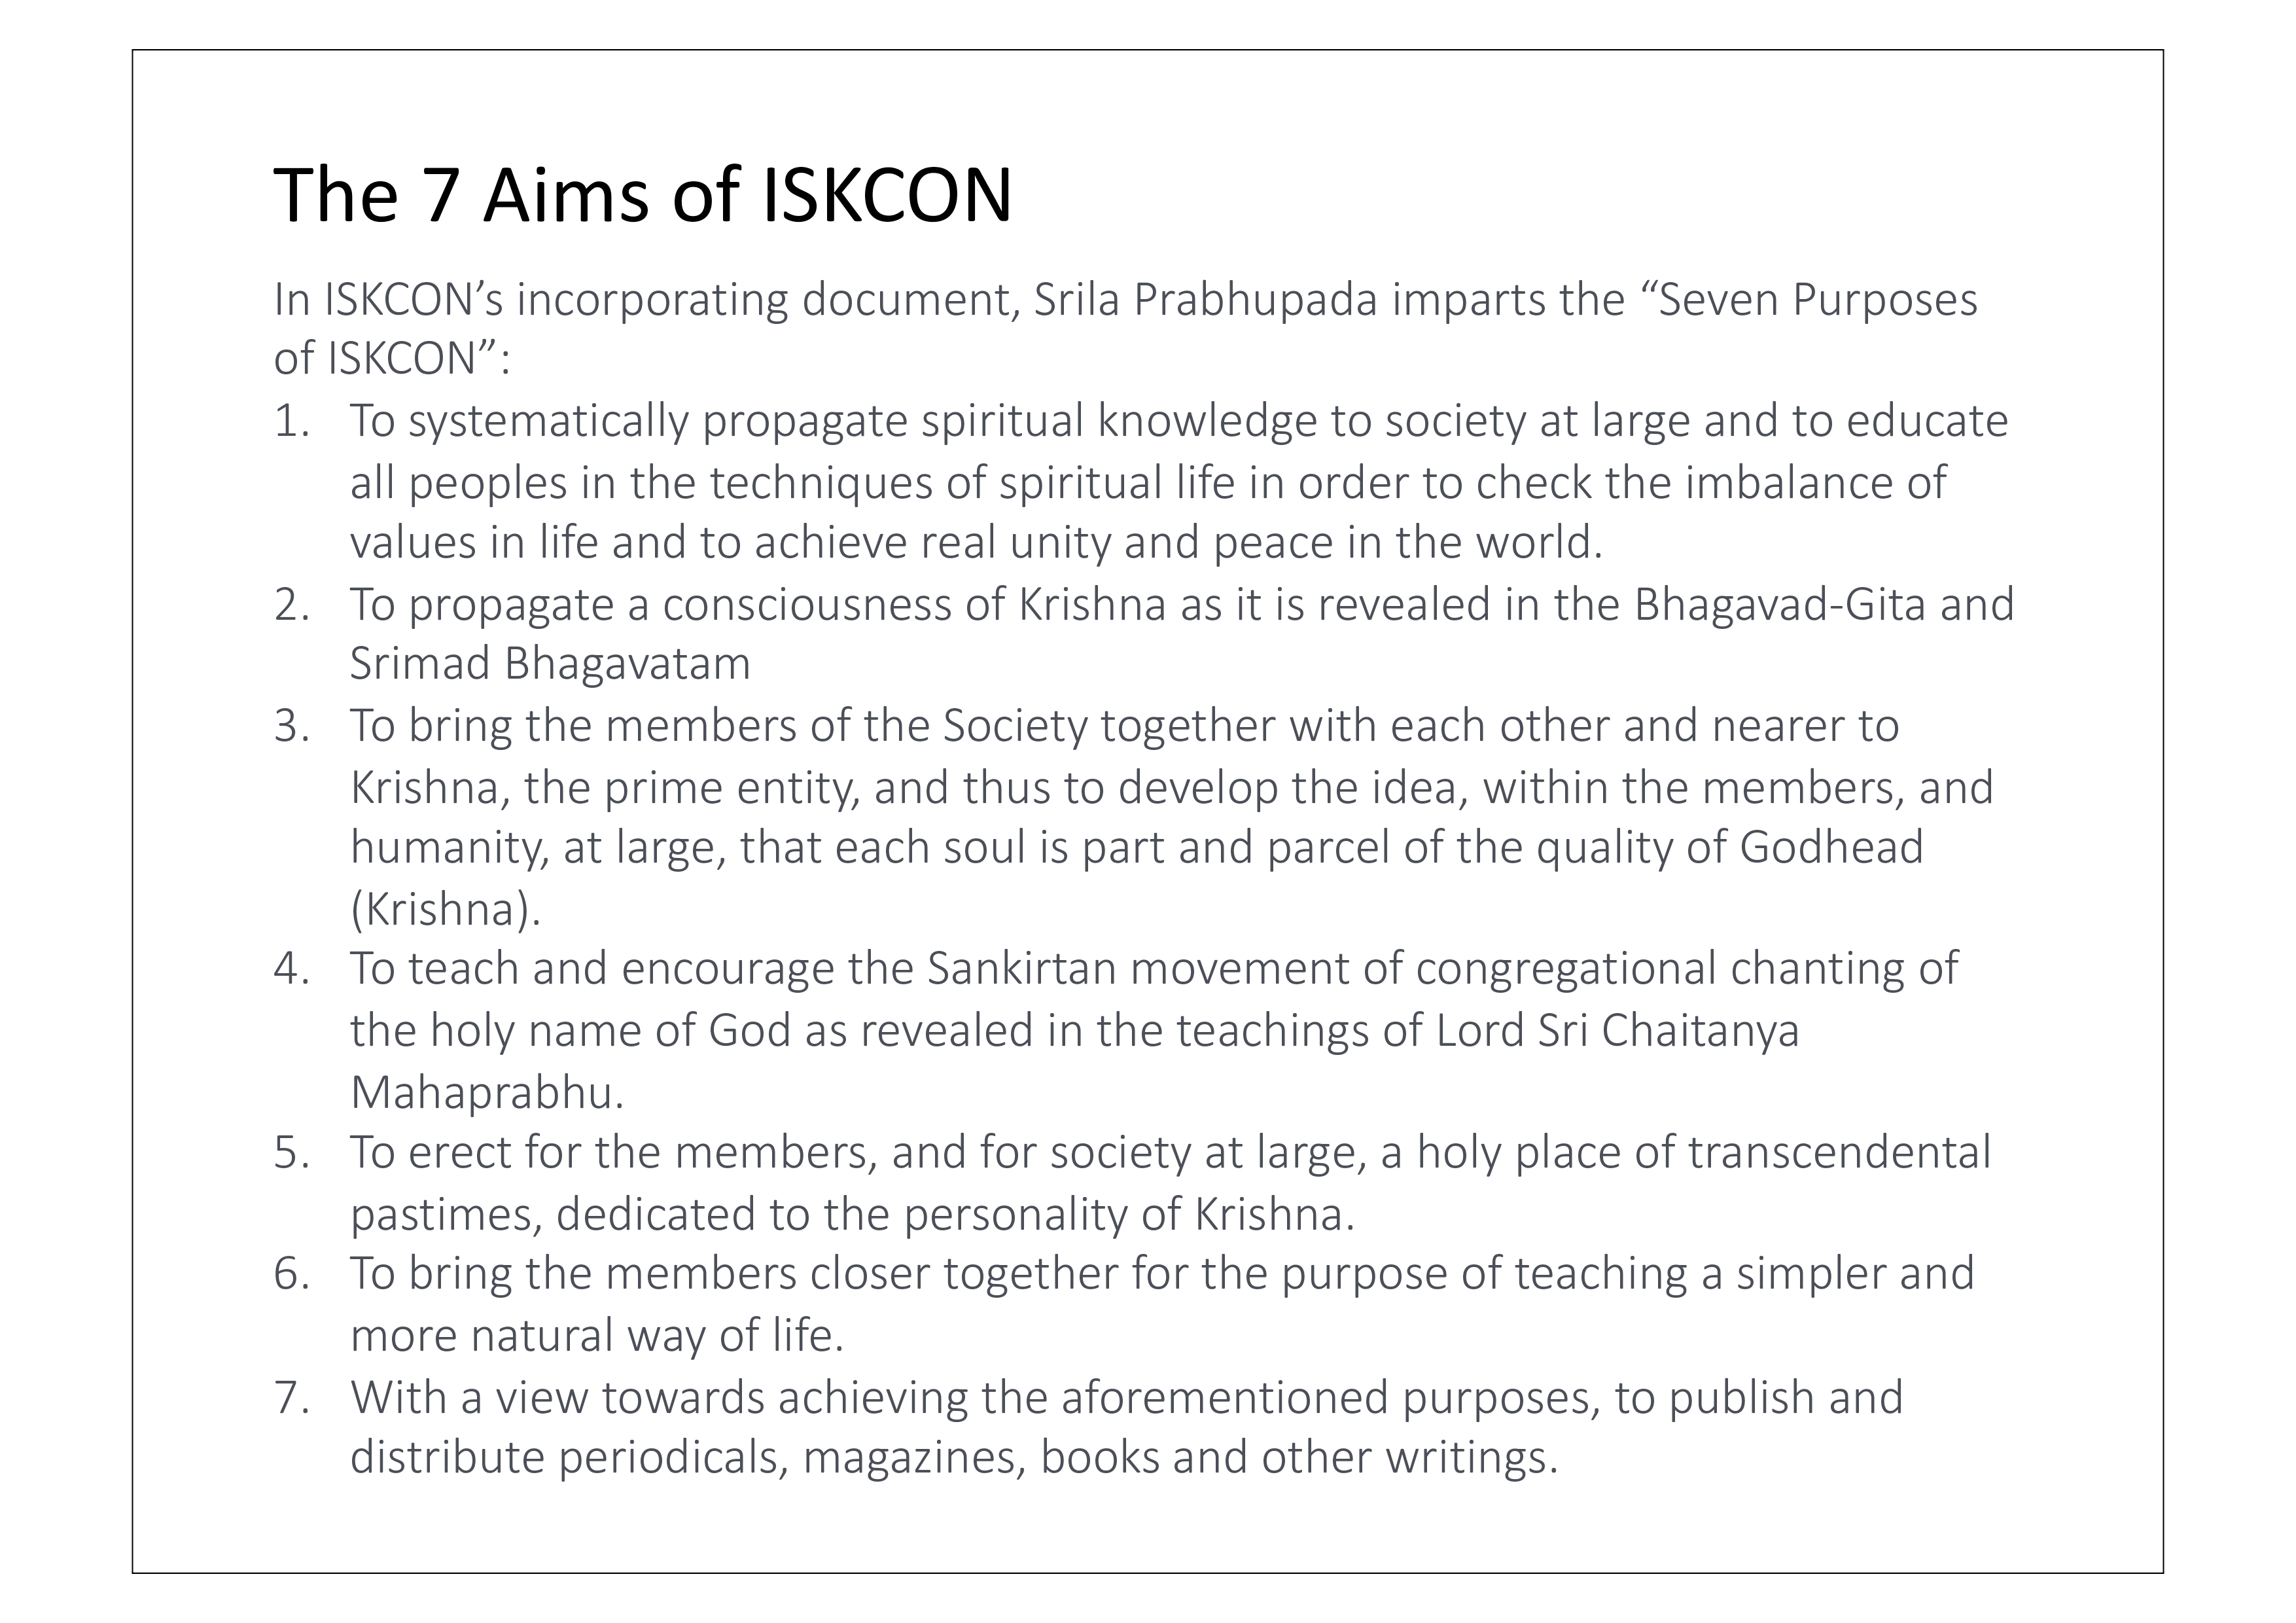 The 7 Aims of ISKCON
In ISKCON’s incorporating document, Srila Prabhupada imparts the “Seven Purposes
of ISKCON”:
1. To systematically propagate spiritual knowledge to society at large and to educate
all peoples in the techniques of spiritual life in order to check the imbalance of
values in life and to achieve real unity and peace in the world.
2. To propagate a consciousness of Krishna as it is revealed in the Bhagavad-Gita and
Srimad Bhagavatam
3. To bring the members of the Society together with each other and nearer to
Krishna, the prime entity, and thus to develop the idea, within the members, and
humanity, at large, that each soul is part and parcel of the quality of Godhead
(Krishna).
4. To teach and encourage the Sankirtan movement of congregational chanting of
the holy name of God as revealed in the teachings of Lord Sri Chaitanya
Mahaprabhu.
5. To erect for the members, and for society at large, a holy place of transcendental
pastimes, dedicated to the personality of Krishna.
6. To bring the members closer together for the purpose of teaching a simpler and
more natural way of life.
7. With a view towards achieving the aforementioned purposes, to publish and
distribute periodicals, magazines, books and other writings.